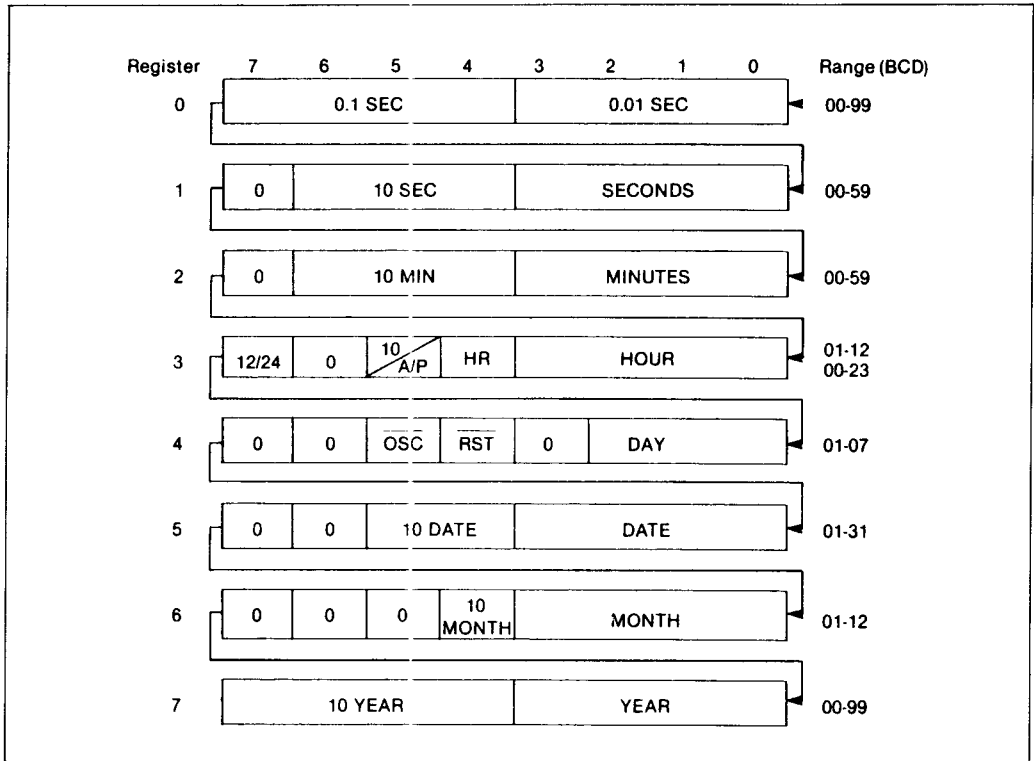 Register 7 6 5 4 3 2 1 0 Range (BCD)
0 0.1 SEC 0.01 SEC 00-99
1 0 10 SEC SECONDS 00-59
2 0 10 MIN MINUTES 00-59
3 12/24 0 10 A/P HR HOUR 01-12 00-23
4 0 0 OSC RST 0 DAY 01-07
5 0 0 10 DATE DATE 01-31
6 0 0 0 10 MONTH MONTH 01-12
7 10 YEAR YEAR 00-99